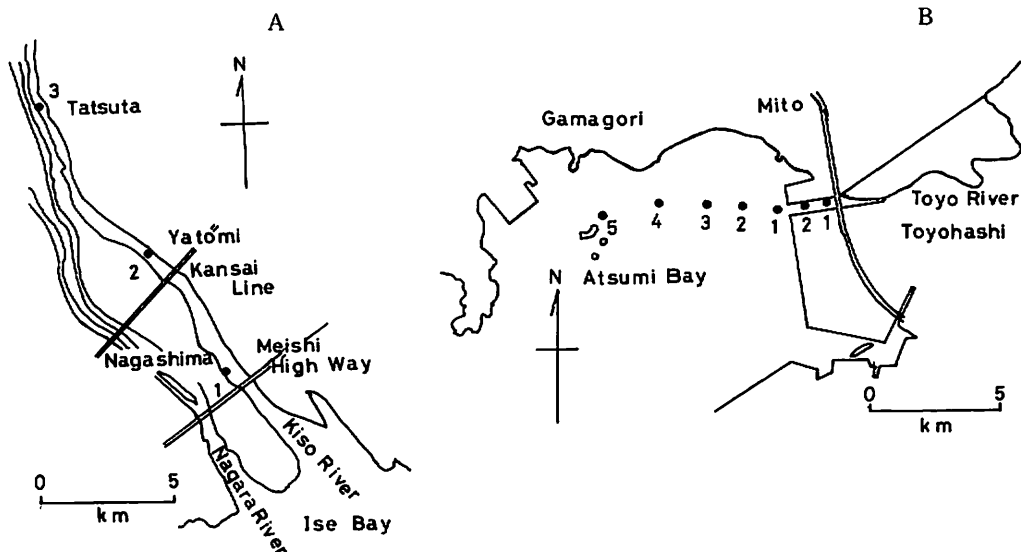 A
N
3
Tatsuta
Yatomi
2
Kansai
Line
Nagashima
Meishi
High Way
1
Kiso River
Nagara River
Ise Bay
0 5
km
B
Mito
Gamagori
Toyo River
Toyohashi
5 4 3 2 1 2 1
Atsumi Bay
N
0 5
km